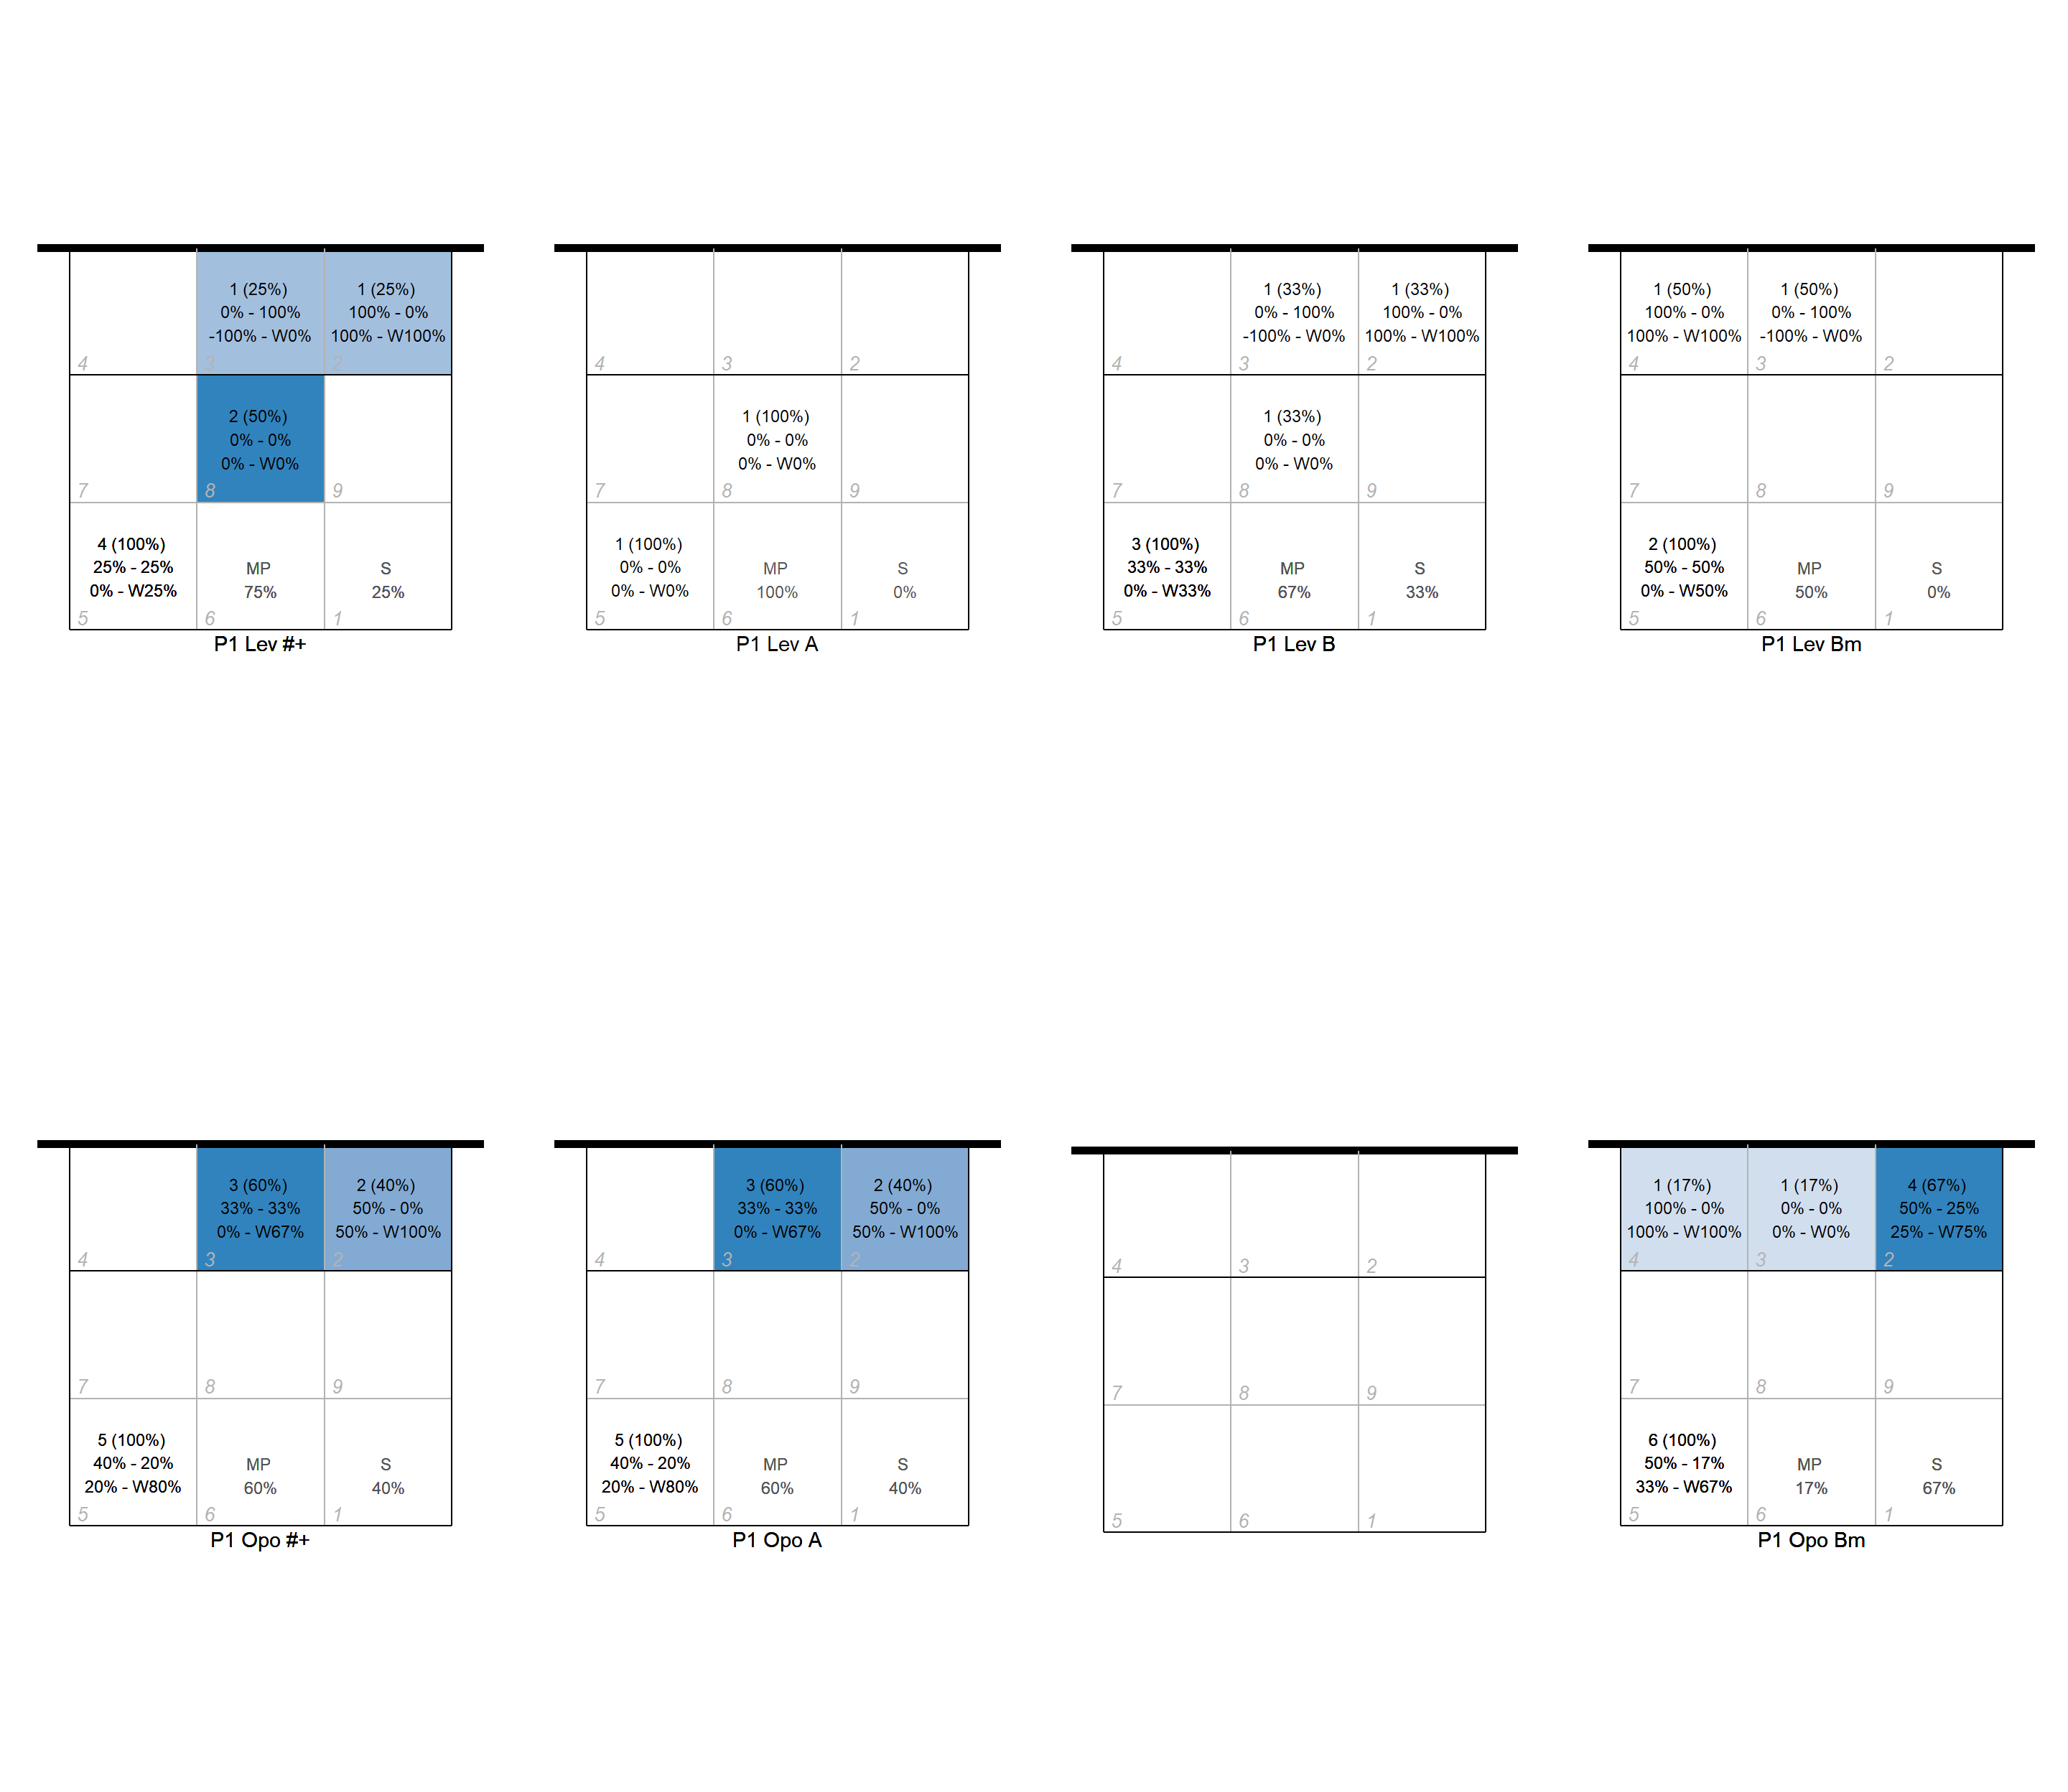 1 (25%)
0% - 100%
-100% - W0%
1 (25%)
100% - 0%
100% - W100%
4
3
2
2 (50%)
0% - 0%
0% - W0%
7
8
9
4 (100%)
25% - 25%
0% - W25%
MP
75%
S
25%
5
6
1
P1 Lev #+
4
3
2
1 (100%)
0% - 0%
0% - W0%
7
8
9
1 (100%)
0% - 0%
0% - W0%
MP
100%
S
0%
5
6
1
P1 Lev A
1 (33%)
0% - 100%
-100% - W0%
1 (33%)
100% - 0%
100% - W100%
4
3
2
1 (33%)
0% - 0%
0% - W0%
7
8
9
3 (100%)
33% - 33%
0% - W33%
MP
67%
S
33%
5
6
1
P1 Lev B
1 (50%)
100% - 0%
100% - W100%
1 (50%)
0% - 100%
-100% - W0%
4
3
2
7
8
9
2 (100%)
50% - 50%
0% - W50%
MP
50%
S
0%
5
6
1
P1 Lev Bm
3 (60%)
33% - 33%
0% - W67%
2 (40%)
50% - 0%
50% - W100%
4
3
2
7
8
9
5 (100%)
40% - 20%
20% - W80%
MP
60%
S
40%
5
6
1
P1 Opo #+
3 (60%)
33% - 33%
0% - W67%
2 (40%)
50% - 0%
50% - W100%
4
3
2
7
8
9
5 (100%)
40% - 20%
20% - W80%
MP
60%
S
40%
5
6
1
P1 Opo A
4
3
2
7
8
9
5
6
1
1 (17%)
100% - 0%
100% - W100%
1 (17%)
0% - 0%
0% - W0%
4 (67%)
50% - 25%
25% - W75%
4
3
2
7
8
9
6 (100%)
50% - 17%
33% - W67%
MP
17%
S
67%
5
6
1
P1 Opo Bm